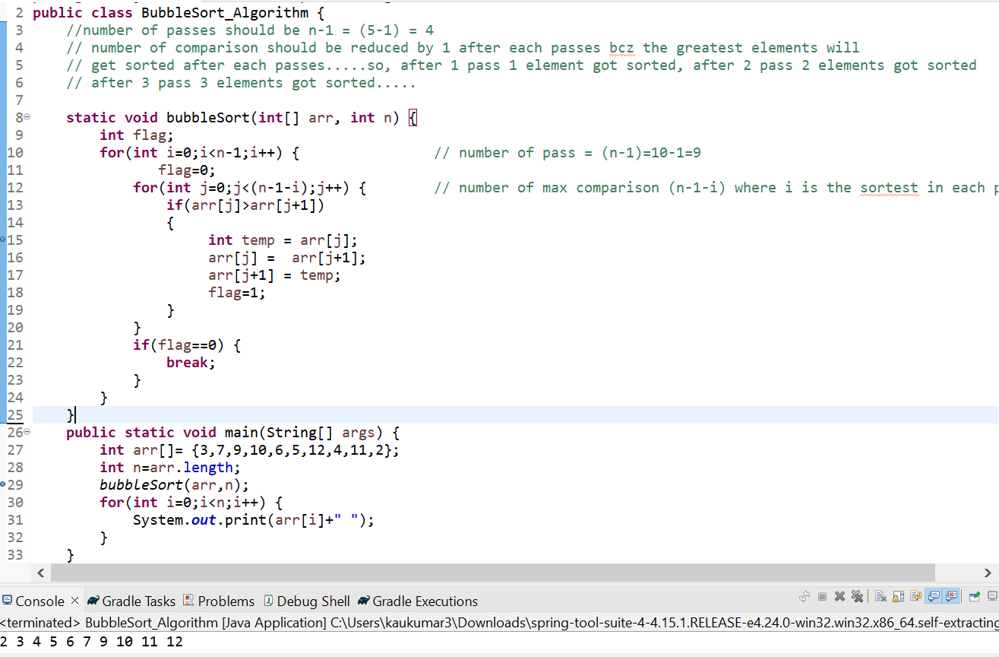 2 public class BubbleSort_Algorithm {
3     //number of passes should be n-1 = (5-1) = 4
4     // number of comparison should be reduced by 1 after each passes bcz the greatest elements will
5     // get sorted after each passes.....so, after 1 pass 1 element got sorted, after 2 pass 2 elements got sorted
6     // after 3 pass 3 elements got sorted.....
7
8     static void bubbleSort(int[] arr, int n) {
9         int flag;
10         for(int i=0;i<n-1;i++) {                // number of pass = (n-1)=10-1=9
11                flag=0;
12             for(int j=0;j<(n-1-i);j++) {        // number of max comparison (n-1-i) where i is the sortest in each
13                 if(arr[j]>arr[j+1])
14                 {
15                      int temp = arr[j];
16                      arr[j] =  arr[j+1];
17                      arr[j+1] = temp;
18                      flag=1;
19                 }
20             }
21             if(flag==0) {
22                 break;
23             }
24         }
25     }
26     public static void main(String[] args) {
27         int arr[]= {3,7,9,10,6,5,12,4,11,2};
28         int n=arr.length;
29         bubbleSort(arr,n);
30         for(int i=0;i<n;i++) {
31             System.out.print(arr[i]+" ");
32         }
33     }
Console Gradle Tasks Problems Debug Shell Gradle Executions
<terminated> BubbleSort_Algorithm [Java Application] C:\Users\kaukumar3\Downloads\spring-tool-suite-4-4.15.1.RELEASE-e4.24.0-win32.win32.x86_64.self-extracting
2 3 4 5 6 7 9 10 11 12